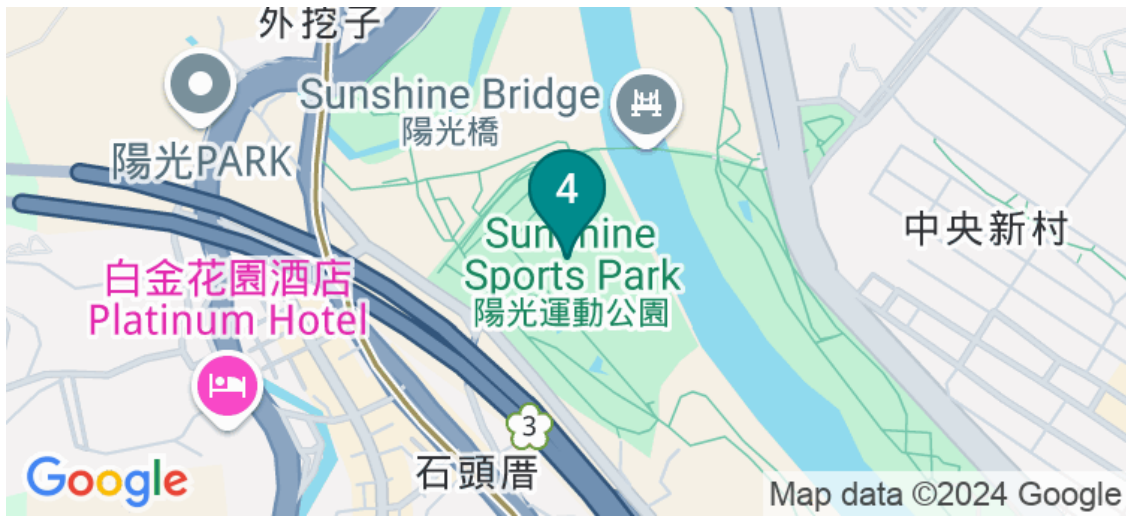 外挖子
Sunshine Bridge
陽光橋
陽光PARK
4
Sunshine
Sports Park
陽光運動公園
中央新村
白金花園酒店
Platinum Hotel
3
石頭厝
Google
Map data ©2024 Google